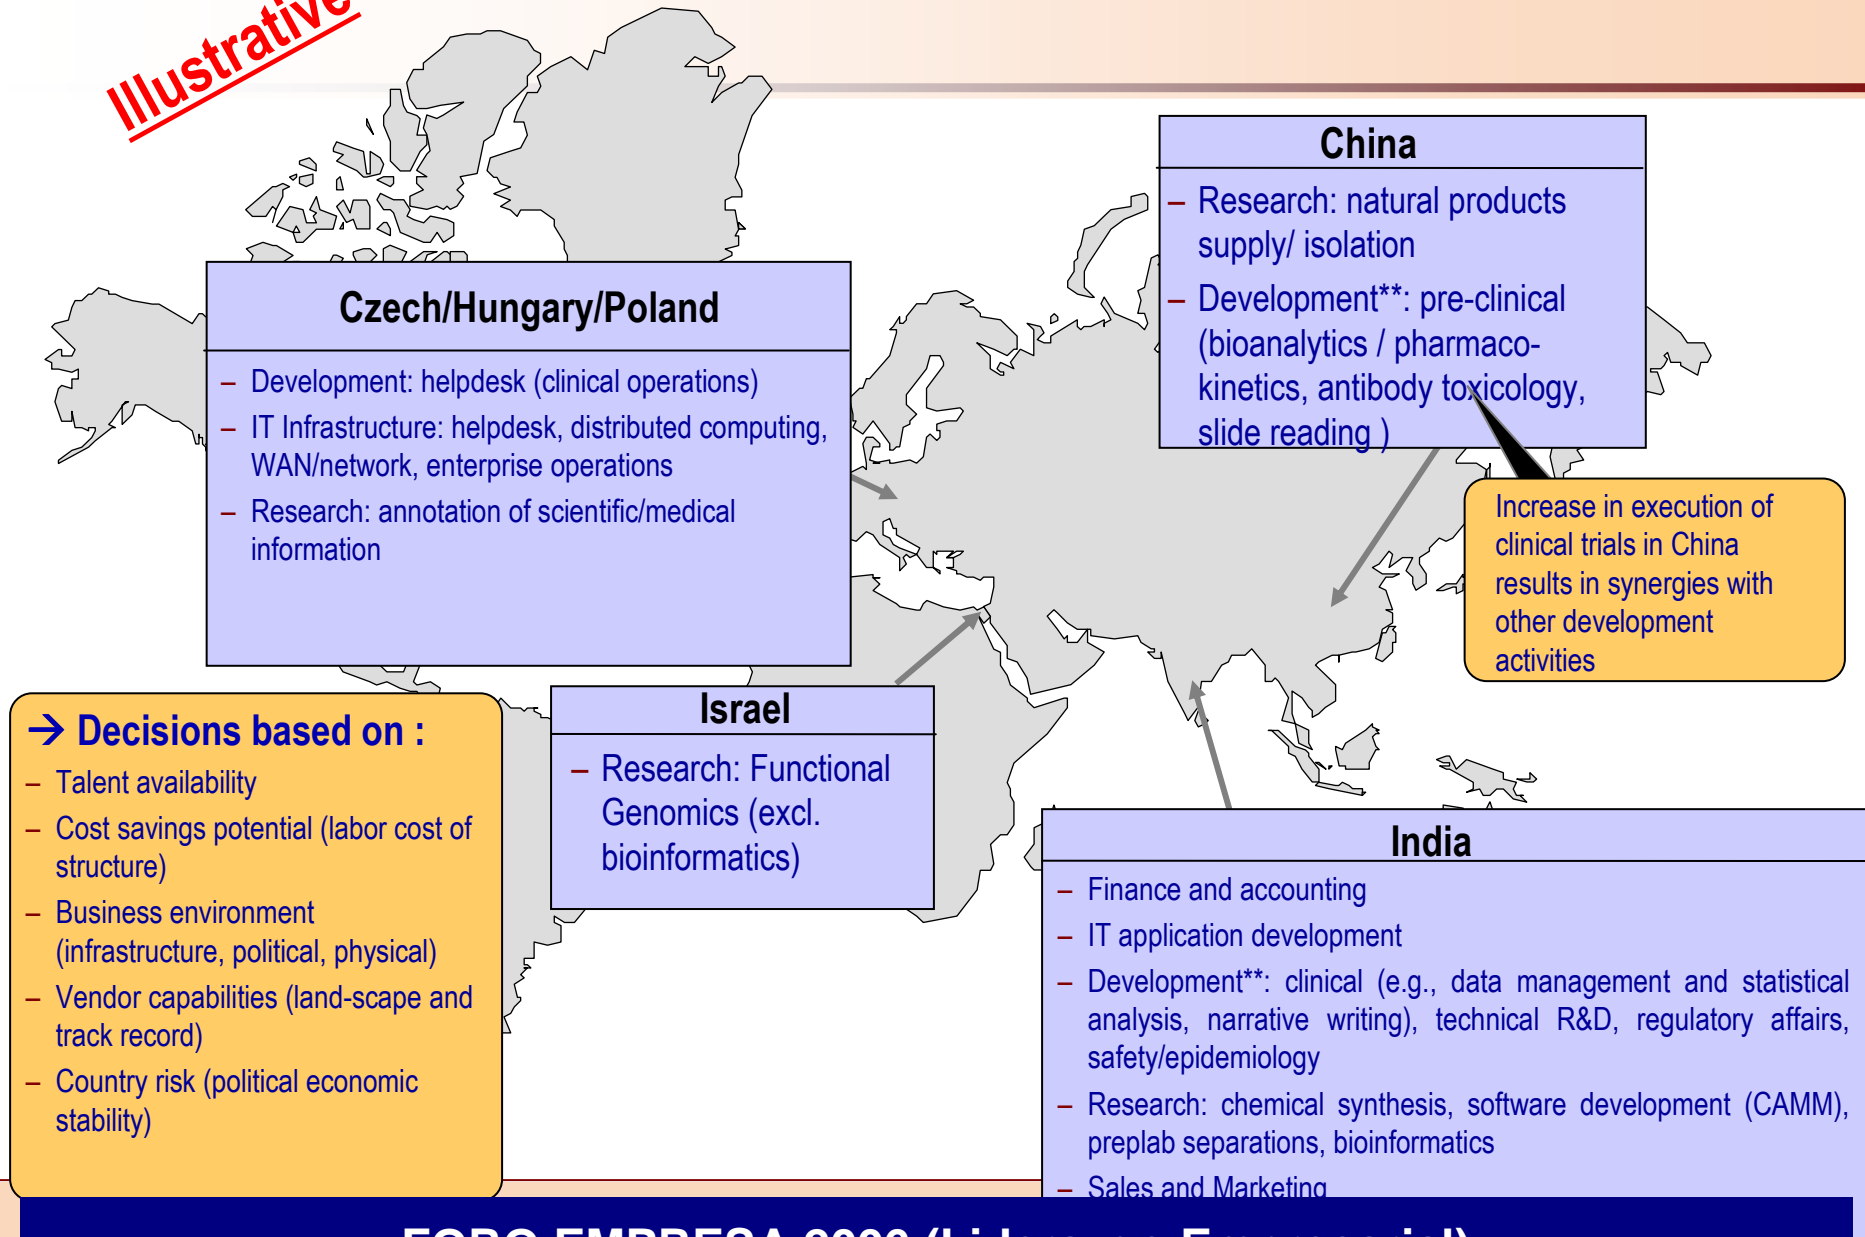 Illustrative
China
– Research: natural products
supply/ isolation
– Development**: pre-clinical
(bioanalytics / pharmaco-
kinetics, antibody toxicology,
slide reading )
Czech/Hungary/Poland
– Development: helpdesk (clinical operations)
– IT Infrastructure: helpdesk, distributed computing,
WAN/network, enterprise operations
– Research: annotation of scientific/medical
information
Increase in execution of
clinical trials in China
results in synergies with
other development
activities
Israel
– Research: Functional
Genomics (excl.
bioinformatics)
→ Decisions based on :
– Talent availability
– Cost savings potential (labor cost of
structure)
– Business environment
(infrastructure, political, physical)
– Vendor capabilities (land-scape and
track record)
– Country risk (political economic
stability)
India
– Finance and accounting
– IT application development
– Development**: clinical (e.g., data management and statistical
analysis, narrative writing), technical R&D, regulatory affairs,
safety/epidemiology
– Research: chemical synthesis, software development (CAMM),
preplab separations, bioinformatics
– Sales and Marketing
FORO EMPRESA